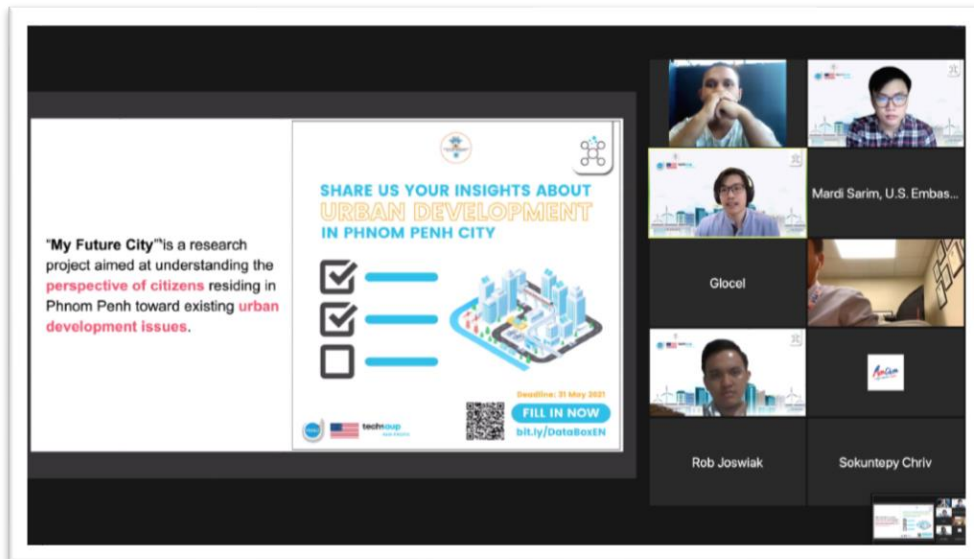 "My Future City" is a research
project aimed at understanding the
perspective of citizens residing in
Phnom Penh toward existing urban
development issues.
SHARE US YOUR INSIGHTS ABOUT
URBAN DEVELOPMENT
IN PHNOM PENH CITY
Deadline: 31 May 2021
FILL IN NOW
bit.ly/DataBoxEN
Mardi Sarim, U.S. Embas...
Glocel
Rob Joswiak
Sokuntepy Chriv